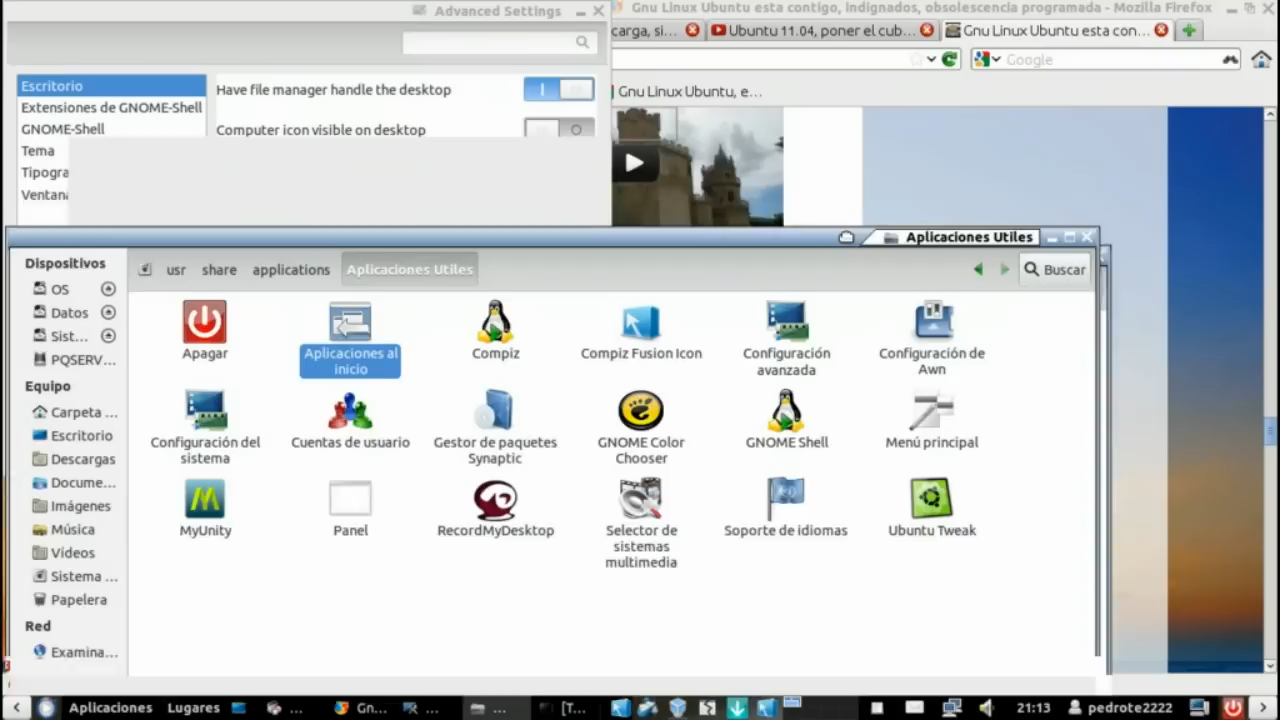 Advanced Settings
Gnu Linux Ubuntu esta contigo, indignados, obsolescencia programada - Mozilla Firefox
carga, si...
Ubuntu 11.04, poner el cub...
Gnu Linux Ubuntu esta con...
Google
Gnu Linux Ubuntu, e...
Escritorio
Extensiones de GNOME-Shell
GNOME-Shell
Tema
Tipogra
Ventana
Have file manager handle the desktop
Computer icon visible on desktop
Aplicaciones Utiles
Dispositivos
OS
Datos
Sist...
PQSERV...
Equipo
Carpeta ...
Escritorio
Descargas
Docume...
Imágenes
Música
Vídeos
Sistema ...
Papelera
Red
Examina...
usr share applications Aplicaciones Utiles
Buscar
Apagar
Aplicaciones al
inicio
Compiz
Compiz Fusion Icon
Configuración
avanzada
Configuración de
Awn
Configuración del
sistema
Cuentas de usuario
Gestor de paquetes
Synaptic
GNOME Color
Chooser
GNOME Shell
Menú principal
MyUnity
Panel
RecordMyDesktop
Selector de
sistemas
multimedia
Soporte de idiomas
Ubuntu Tweak
Aplicaciones Lugares ... Gn... ... ... [T... 21:13 pedrote2222